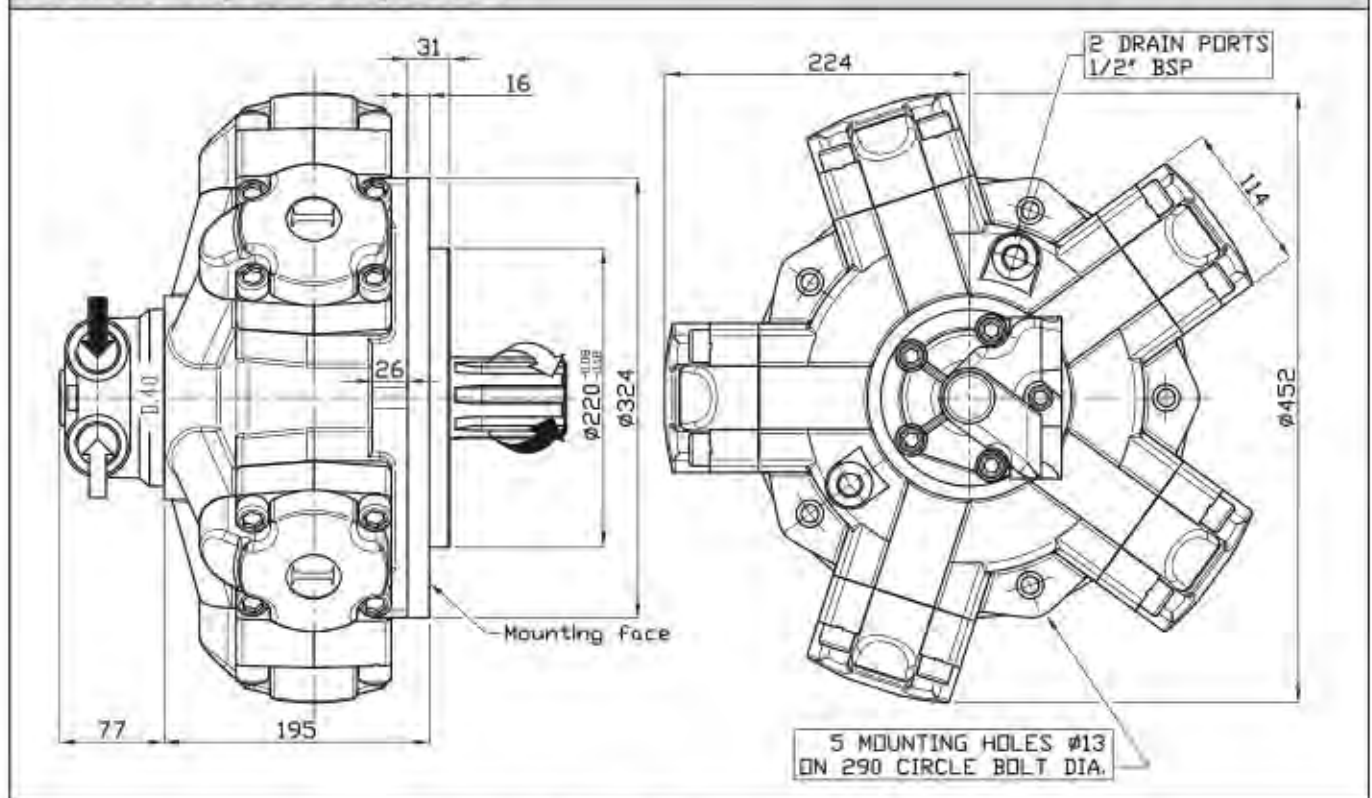 31
16
224
2 DRAIN PORTS
1/2" BSP
114
D.40
26
Ø220
Ø324
Ø452
Mounting face
77
195
5 MOUNTING HOLES Ø13
ON 290 CIRCLE BOLT DIA.